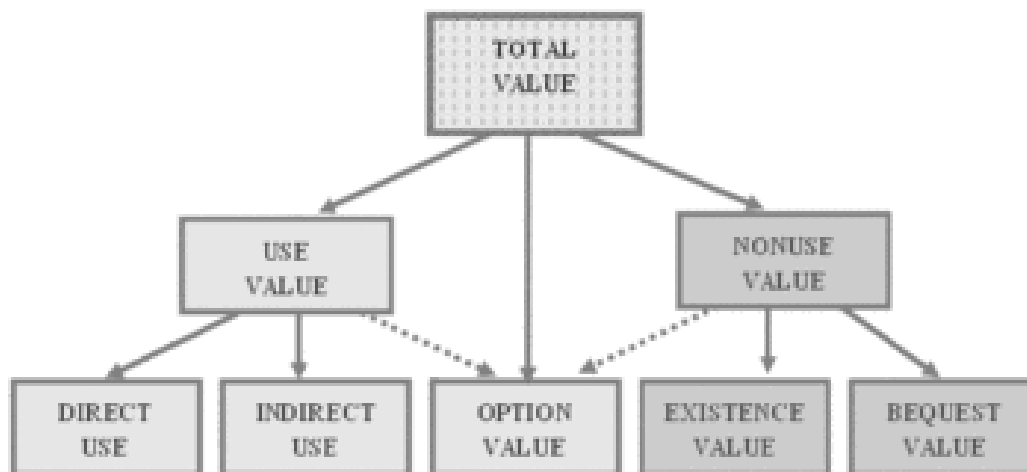 TOTAL
VALUE
USE
VALUE
NONUSE
VALUE
DIRECT
USE
INDIRECT
USE
OPTION
VALUE
EXISTENCE
VALUE
BEQUEST
VALUE